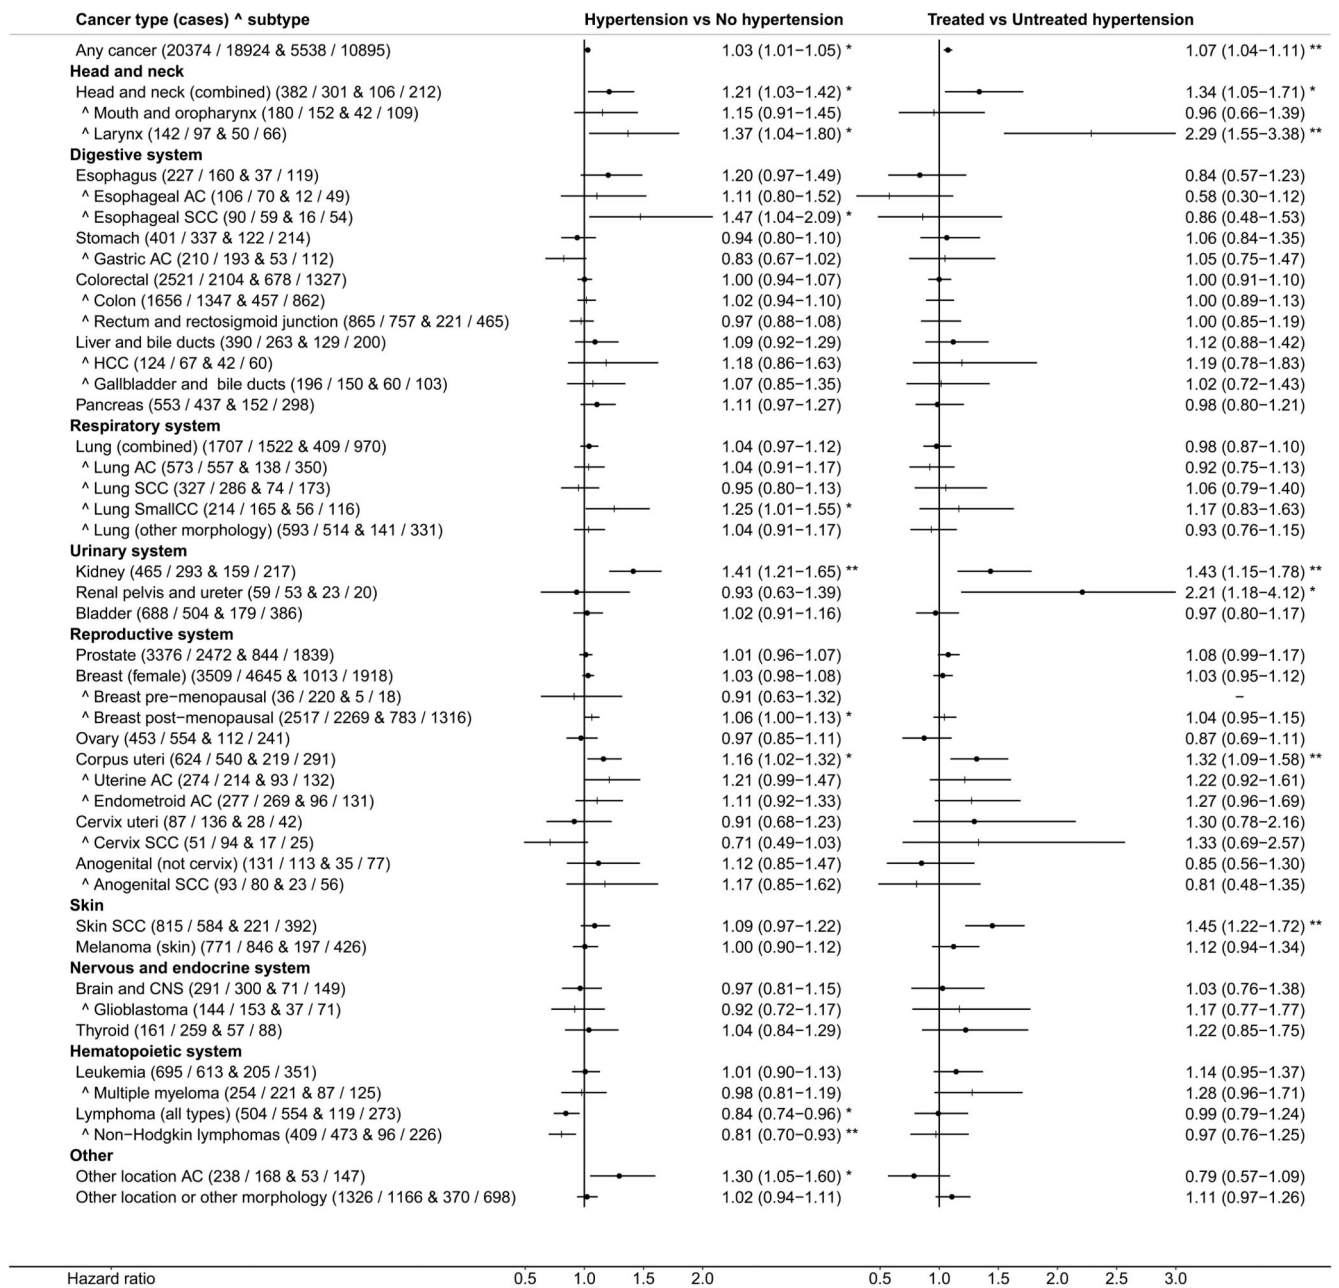 Cancer type (cases) ^ subtype Hypertension vs No hypertension Treated vs Untreated hypertension
Any cancer (20374 / 18924 & 5538 / 10895) 1.03 (1.01−1.05) * 1.07 (1.04−1.11) **
Head and neck
Head and neck (combined) (382 / 301 & 106 / 212) 1.21 (1.03−1.42) * 1.34 (1.05−1.71) *
^ Mouth and oropharynx (180 / 152 & 42 / 109) 1.15 (0.91−1.45) 0.96 (0.66−1.39)
^ Larynx (142 / 97 & 50 / 66) 1.37 (1.04−1.80) * 2.29 (1.55−3.38) **
Digestive system
Esophagus (227 / 160 & 37 / 119) 1.20 (0.97−1.49) 0.84 (0.57−1.23)
^ Esophageal AC (106 / 70 & 12 / 49) 1.11 (0.80−1.52) 0.58 (0.30−1.12)
^ Esophageal SCC (90 / 59 & 16 / 54) 1.47 (1.04−2.09) * 0.86 (0.48−1.53)
Stomach (401 / 337 & 122 / 214) 0.94 (0.80−1.10) 1.06 (0.84−1.35)
^ Gastric AC (210 / 193 & 53 / 112) 0.83 (0.67−1.02) 1.05 (0.75−1.47)
Colorectal (2521 / 2104 & 678 / 1327) 1.00 (0.94−1.07) 1.00 (0.91−1.10)
^ Colon (1656 / 1347 & 457 / 862) 1.02 (0.94−1.10) 1.00 (0.89−1.13)
^ Rectum and rectosigmoid junction (865 / 757 & 221 / 465) 0.97 (0.88−1.08) 1.00 (0.85−1.19)
Liver and bile ducts (390 / 263 & 129 / 200) 1.09 (0.92−1.29) 1.12 (0.88−1.42)
^ HCC (124 / 67 & 42 / 60) 1.18 (0.86−1.63) 1.19 (0.78−1.83)
^ Gallbladder and bile ducts (196 / 150 & 60 / 103) 1.07 (0.85−1.35) 1.02 (0.72−1.43)
Pancreas (553 / 437 & 152 / 298) 1.11 (0.97−1.27) 0.98 (0.80−1.21)
Respiratory system
Lung (combined) (1707 / 1522 & 409 / 970) 1.04 (0.97−1.12) 0.98 (0.87−1.10)
^ Lung AC (573 / 557 & 138 / 350) 1.04 (0.91−1.17) 0.92 (0.75−1.13)
^ Lung SCC (327 / 286 & 74 / 173) 0.95 (0.80−1.13) 1.06 (0.79−1.40)
^ Lung SmallCC (214 / 165 & 56 / 116) 1.25 (1.01−1.55) * 1.17 (0.83−1.63)
^ Lung (other morphology) (593 / 514 & 141 / 331) 1.04 (0.91−1.17) 0.93 (0.76−1.15)
Urinary system
Kidney (465 / 293 & 159 / 217) 1.41 (1.21−1.65) ** 1.43 (1.15−1.78) **
Renal pelvis and ureter (59 / 53 & 23 / 20) 0.93 (0.63−1.39) 2.21 (1.18−4.12) *
Bladder (688 / 504 & 179 / 386) 1.02 (0.91−1.16) 0.97 (0.80−1.17)
Reproductive system
Prostate (3376 / 2472 & 844 / 1839) 1.01 (0.96−1.07) 1.08 (0.99−1.17)
Breast (female) (3509 / 4645 & 1013 / 1918) 1.03 (0.98−1.08) 1.03 (0.95−1.12)
^ Breast pre−menopausal (36 / 220 & 5 / 18) 0.91 (0.63−1.32) −
^ Breast post−menopausal (2517 / 2269 & 783 / 1316) 1.06 (1.00−1.13) * 1.04 (0.95−1.15)
Ovary (453 / 554 & 112 / 241) 0.97 (0.85−1.11) 0.87 (0.69−1.11)
Corpus uteri (624 / 540 & 219 / 291) 1.16 (1.02−1.32) * 1.32 (1.09−1.58) **
^ Uterine AC (274 / 214 & 93 / 132) 1.21 (0.99−1.47) 1.22 (0.92−1.61)
^ Endometroid AC (277 / 269 & 96 / 131) 1.11 (0.92−1.33) 1.27 (0.96−1.69)
Cervix uteri (87 / 136 & 28 / 42) 0.91 (0.68−1.23) 1.30 (0.78−2.16)
^ Cervix SCC (51 / 94 & 17 / 25) 0.71 (0.49−1.03) 1.33 (0.69−2.57)
Anogenital (not cervix) (131 / 113 & 35 / 77) 1.12 (0.85−1.47) 0.85 (0.56−1.30)
^ Anogenital SCC (93 / 80 & 23 / 56) 1.17 (0.85−1.62) 0.81 (0.48−1.35)
Skin
Skin SCC (815 / 584 & 221 / 392) 1.09 (0.97−1.22) 1.45 (1.22−1.72) **
Melanoma (skin) (771 / 846 & 197 / 426) 1.00 (0.90−1.12) 1.12 (0.94−1.34)
Nervous and endocrine system
Brain and CNS (291 / 300 & 71 / 149) 0.97 (0.81−1.15) 1.03 (0.76−1.38)
^ Glioblastoma (144 / 153 & 37 / 71) 0.92 (0.72−1.17) 1.17 (0.77−1.77)
Thyroid (161 / 259 & 57 / 88) 1.04 (0.84−1.29) 1.22 (0.85−1.75)
Hematopoietic system
Leukemia (695 / 613 & 205 / 351) 1.01 (0.90−1.13) 1.14 (0.95−1.37)
^ Multiple myeloma (254 / 221 & 87 / 125) 0.98 (0.81−1.19) 1.28 (0.96−1.71)
Lymphoma (all types) (504 / 554 & 119 / 273) 0.84 (0.74−0.96) * 0.99 (0.79−1.24)
^ Non−Hodgkin lymphomas (409 / 473 & 96 / 226) 0.81 (0.70−0.93) ** 0.97 (0.76−1.25)
Other
Other location AC (238 / 168 & 53 / 147) 1.30 (1.05−1.60) * 0.79 (0.57−1.09)
Other location or other morphology (1326 / 1166 & 370 / 698) 1.02 (0.94−1.11) 1.11 (0.97−1.26)
Hazard ratio 0.5 1.0 1.5 2.0 0.5 1.0 1.5 2.0 2.5 3.0